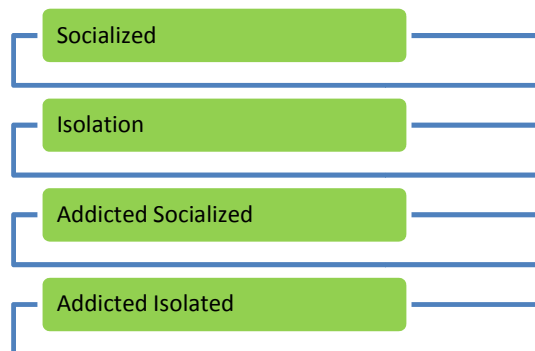 Socialized
Isolation
Addicted Socialized
Addicted Isolated